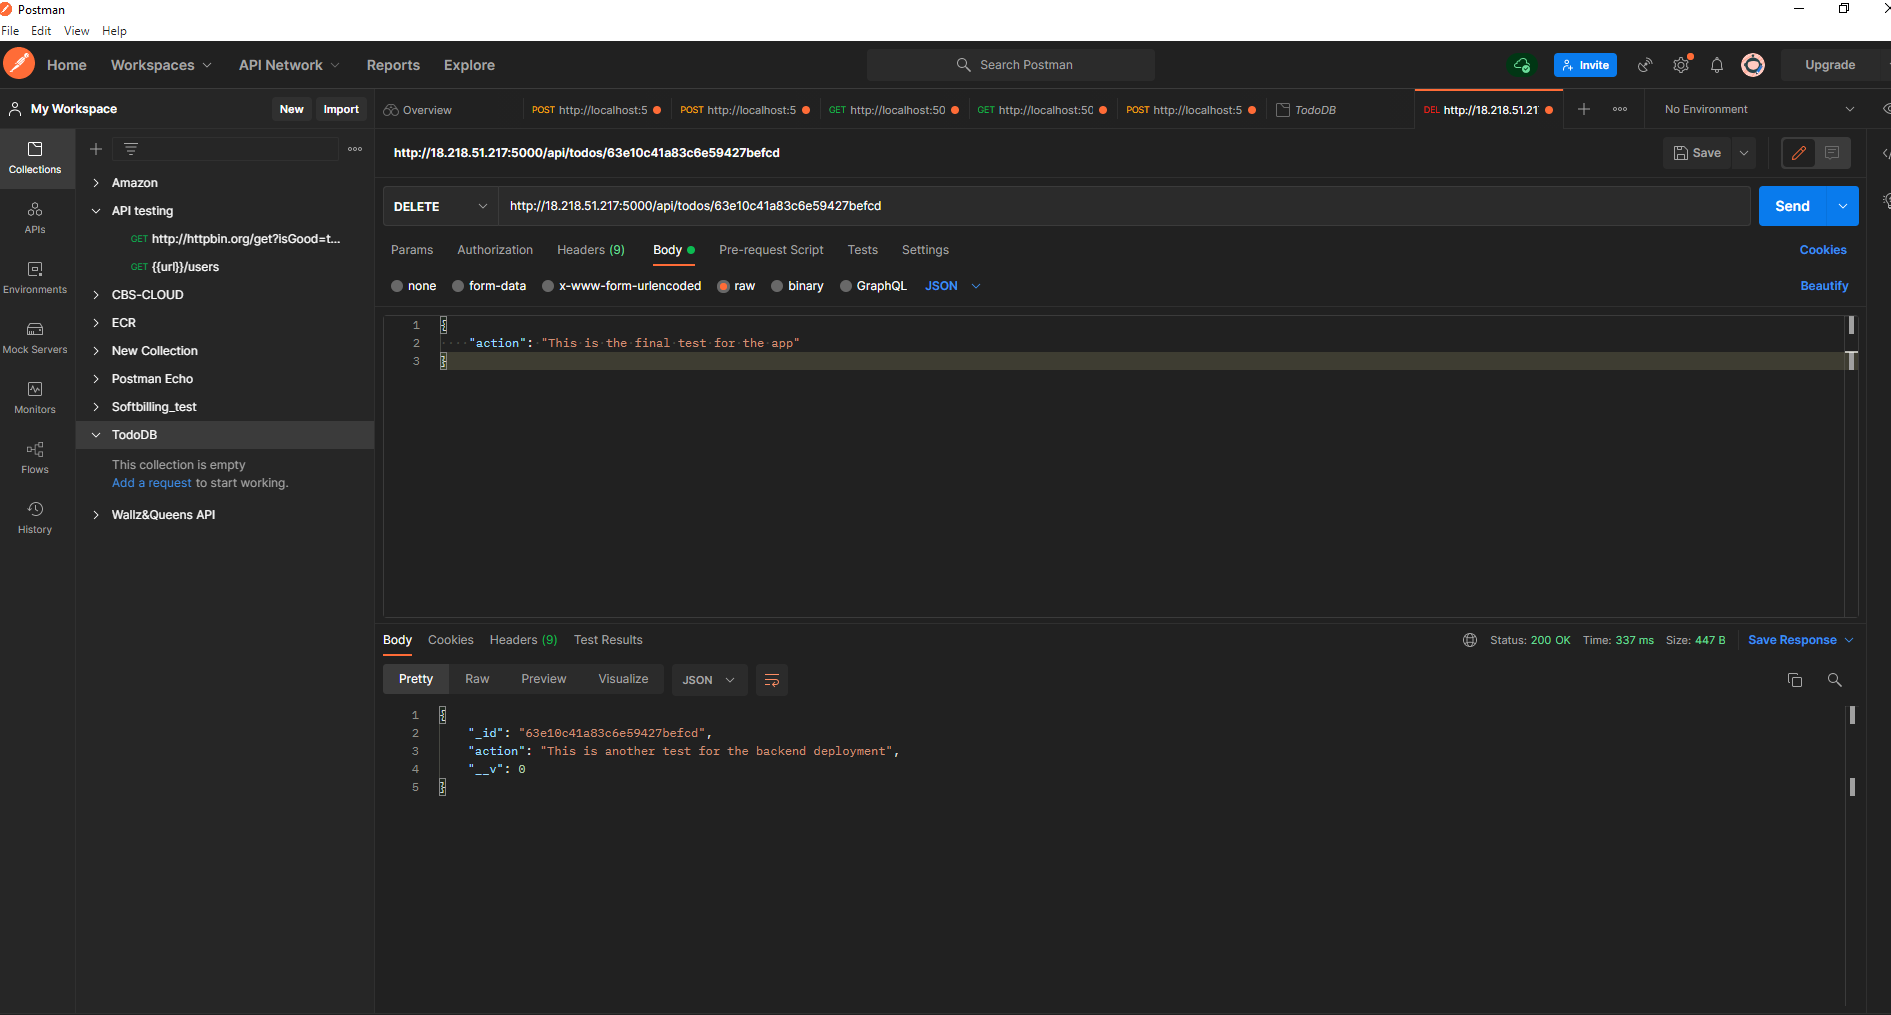 Postman
File Edit View Help
Home Workspaces API Network Reports Explore Search Postman Invite Upgrade
My Workspace New Import
Overview POST http://localhost:5 POST http://localhost:5 GET http://localhost:50 GET http://localhost:50 POST http://localhost:5 TodoDB DEL http://18.218.51.21 No Environment
http://18.218.51.217:5000/api/todos/63e10c41a83c6e59427befcd Save
DELETE http://18.218.51.217:5000/api/todos/63e10c41a83c6e59427befcd Send
Params Authorization Headers (9) Body Pre-request Script Tests Settings Cookies
none form-data x-www-form-urlencoded raw binary GraphQL JSON Beautify
1 {
2 "action": "This is the final test for the app"
3 }
Collections
APIs
Environments
Mock Servers
Monitors
Flows
History
Amazon
API testing
GET http://httpbin.org/get?isGood=t...
GET {{url}}/users
CBS-CLOUD
ECR
New Collection
Postman Echo
Softbilling_test
TodoDB
This collection is empty
Add a request to start working.
Wallz&Queens API
Body Cookies Headers (9) Test Results Status: 200 OK Time: 337 ms Size: 447 B Save Response
Pretty Raw Preview Visualize JSON
1 {
2 "_id": "63e10c41a83c6e59427befcd",
3 "action": "This is another test for the backend deployment",
4 "__v": 0
5 }